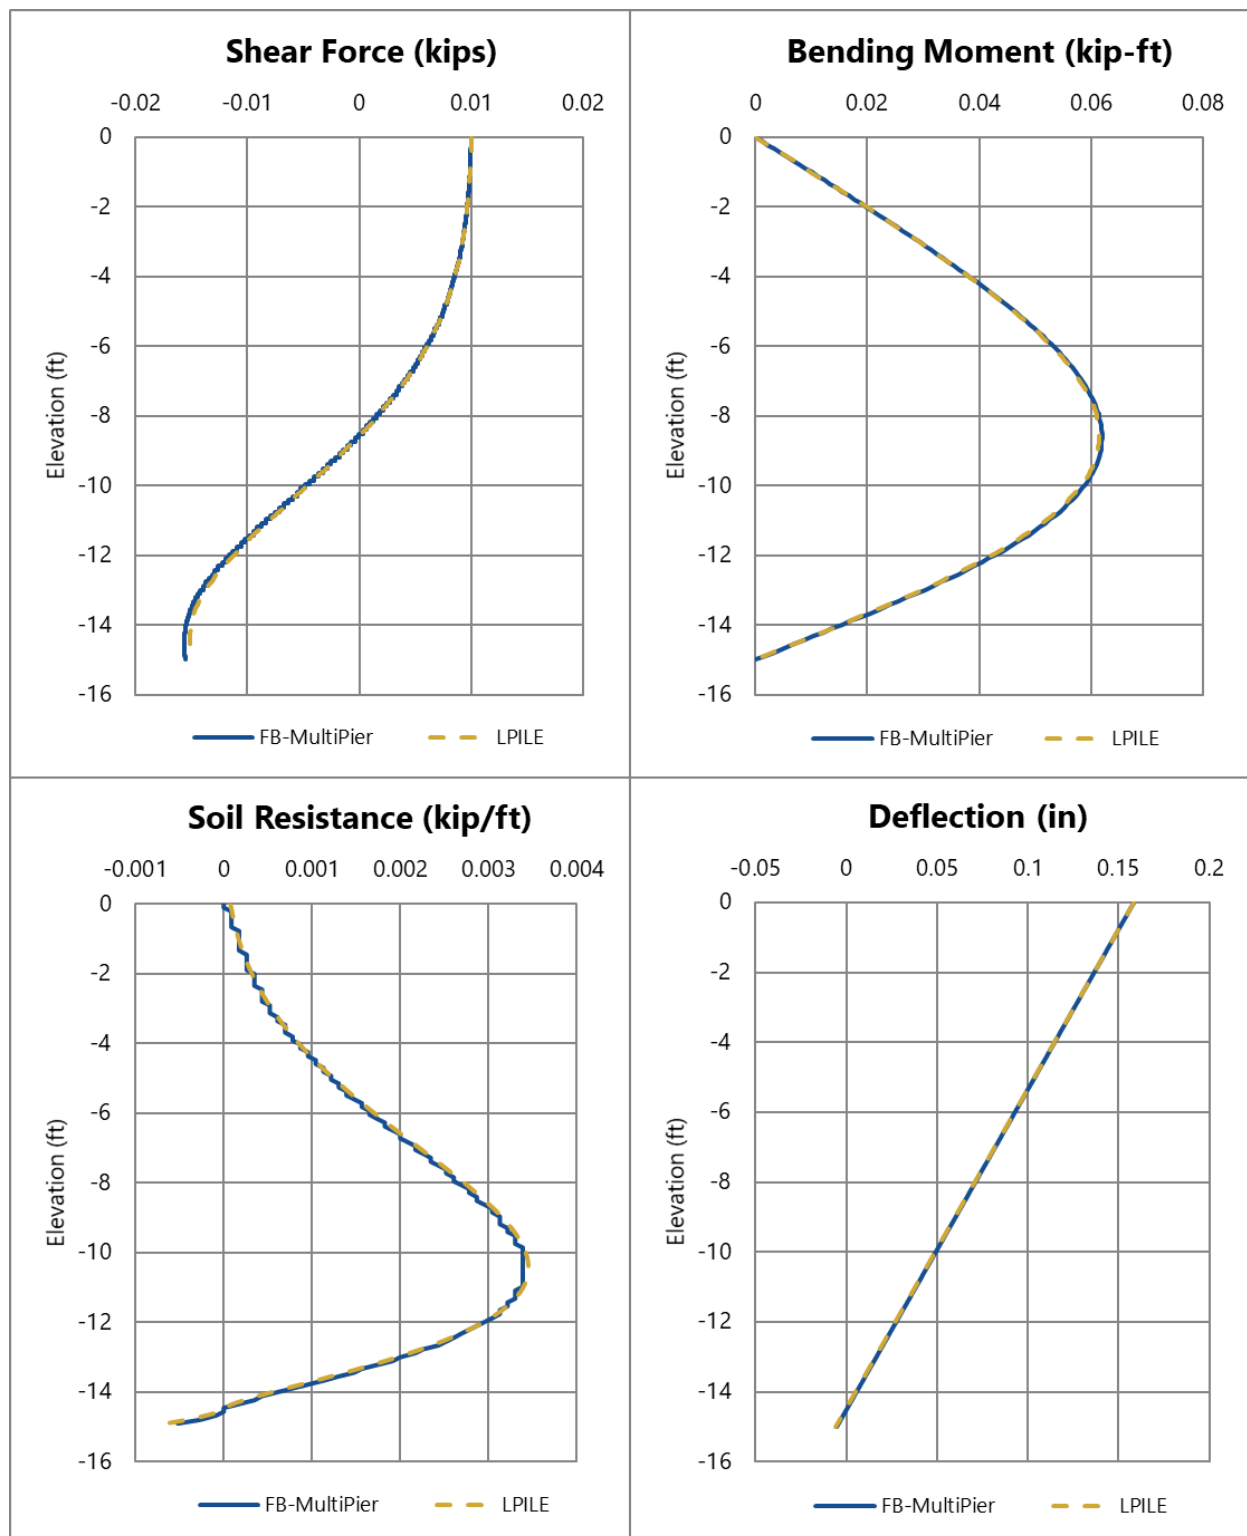 Shear Force (kips)
-0.02 -0.01 0 0.01 0.02
0
-2
-4
-6
-8
-10
-12
-14
-16
Elevation (ft)
FB-MultiPier LPILE
Bending Moment (kip-ft)
0 0.02 0.04 0.06 0.08
0
-2
-4
-6
-8
-10
-12
-14
-16
Elevation (ft)
FB-MultiPier LPILE
Soil Resistance (kip/ft)
-0.001 0 0.001 0.002 0.003 0.004
0
-2
-4
-6
-8
-10
-12
-14
-16
Elevation (ft)
FB-MultiPier LPILE
Deflection (in)
-0.05 0 0.05 0.1 0.15 0.2
0
-2
-4
-6
-8
-10
-12
-14
-16
Elevation (ft)
FB-MultiPier LPILE